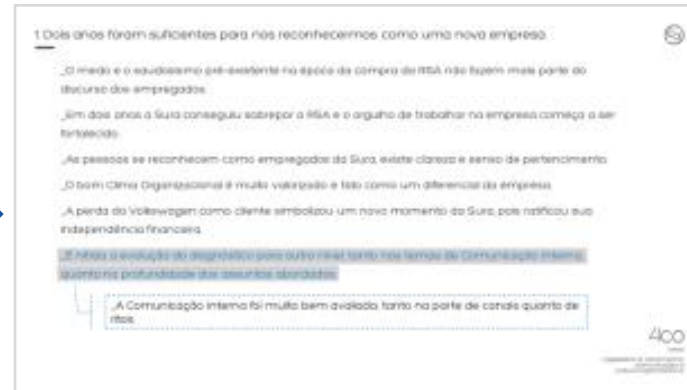 1. Dois anos foram suficientes para nos reconhecermos como uma nova empresa
_O medo e o saudosismo pré-existente na época da compra da RSA não fazem mais parte do
discurso dos empregados.
_Em dois anos a Sura conseguiu sobrepor a RSA e o orgulho de trabalhar na empresa começa a ser
fortalecido.
_As pessoas se reconhecem como empregados da Sura, existe clareza e senso de pertencimento.
_O bom Clima Organizacional é muito valorizado e tido como um diferencial da empresa.
_A perda da Volkswagen como cliente simbolizou um novo momento da Sura, pois ratificou sua
independência financeira.
_É nítida a evolução do diagnóstico para outro nível tanto nos temas de Comunicação Interna,
quanto na profundidade dos assuntos abordados.
_A Comunicação Interna foi muito bem avaliada tanto na parte de canais quanto de
ritos.
4co